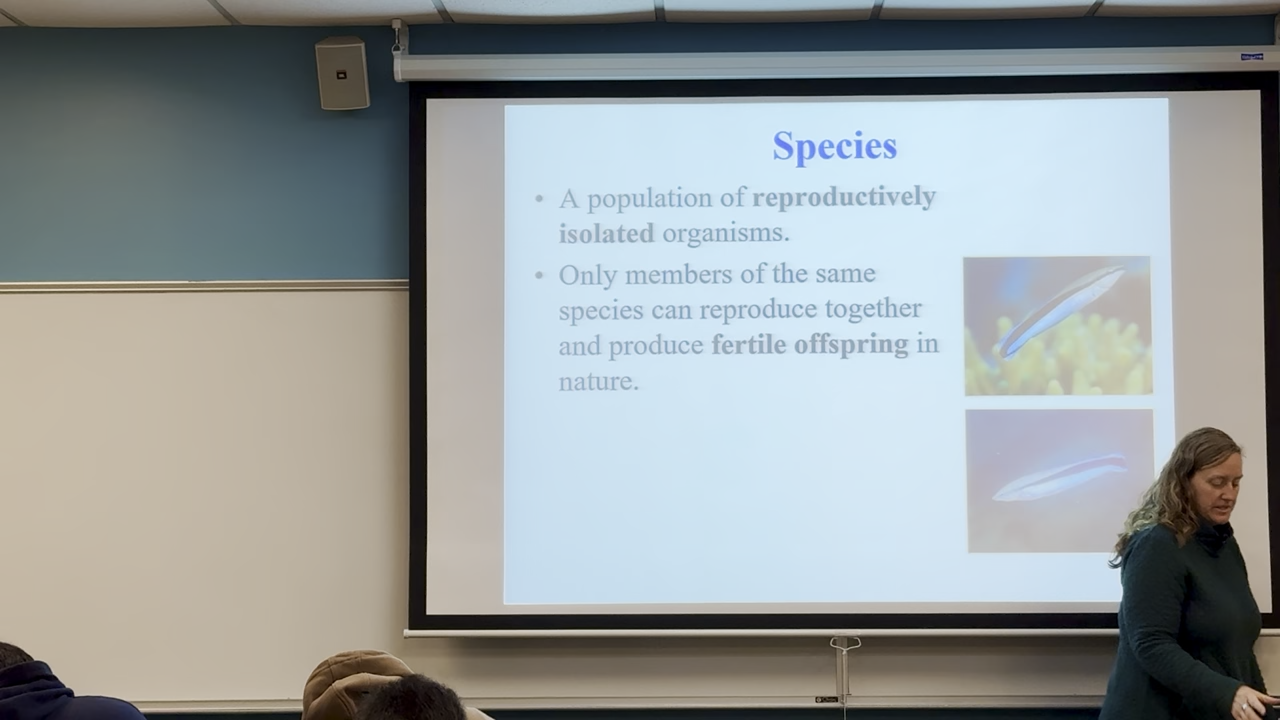 Species
• A population of reproductively
isolated organisms.
• Only members of the same
species can reproduce together
and produce fertile offspring in
nature.